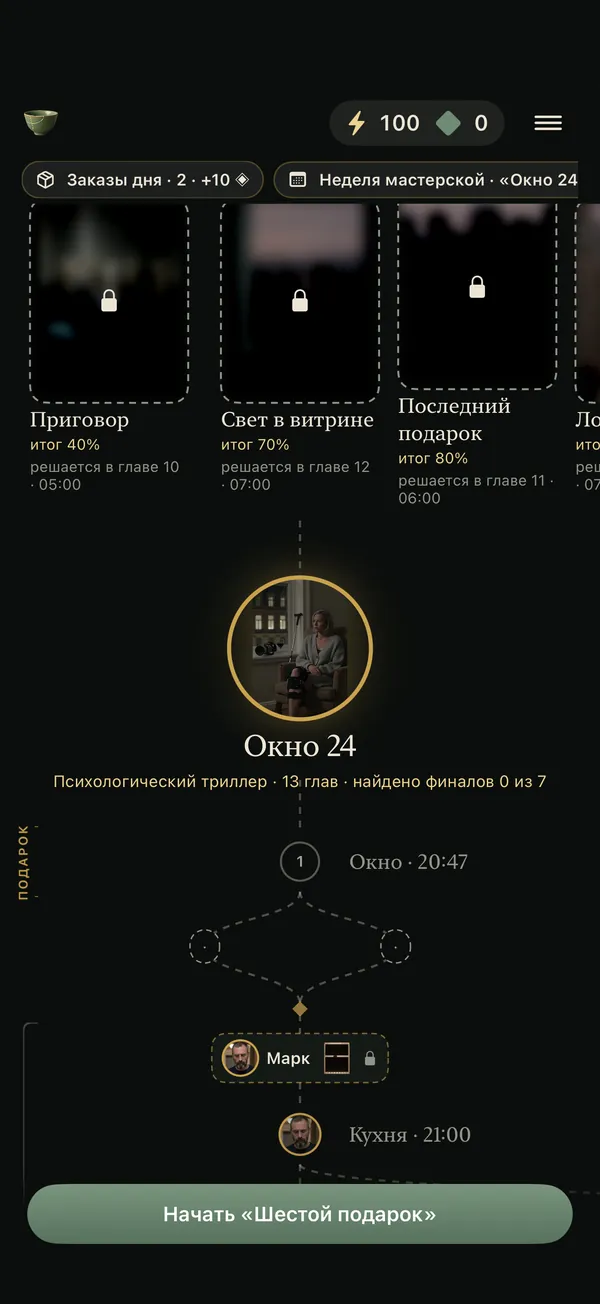 100 0
Заказы дня · 2 · +10
Неделя мастерской · «Окно 24
Приговор
итог 40%
решается в главе 10
· 05:00
Свет в витрине
итог 70%
решается в главе 12
· 07:00
Последний
подарок
итог 80%
решается в главе 11 ·
06:00
Ло
ито
· 07
Окно 24
Психологический триллер · 13 глав · найдено финалов 0 из 7
ПОДАРОК
1
Окно · 20:47
Марк
Кухня · 21:00
Начать «Шестой подарок»